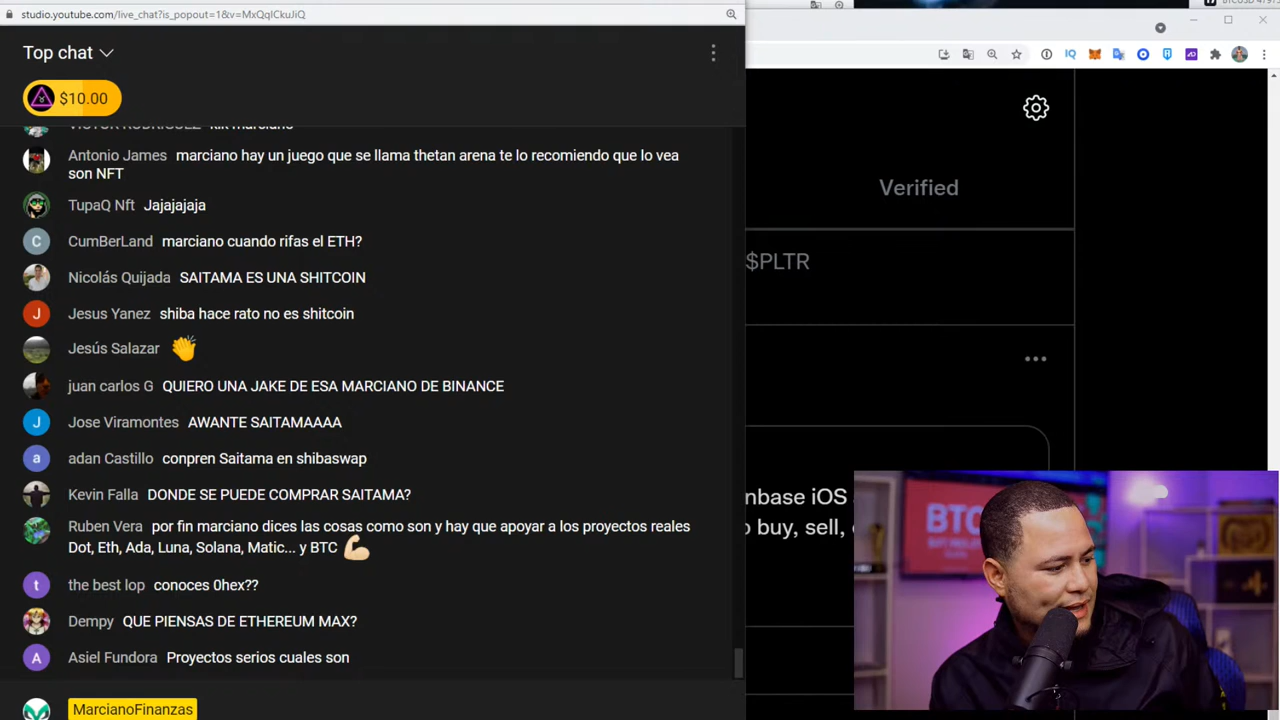 studio.youtube.com/live_chat?is_popout=1&v=MxQqlCkuJiQ
Top chat
$10.00
VICTOR RODRIGUEZ kik marciano
Antonio James marciano hay un juego que se llama thetan arena te lo recomiendo que lo vea
son NFT
TupaQ Nft Jajajajaja
CumBerLand marciano cuando rifas el ETH?
Nicolás Quijada SAITAMA ES UNA SHITCOIN
Jesus Yanez shiba hace rato no es shitcoin
Jesús Salazar 👏
juan carlos G QUIERO UNA JAKE DE ESA MARCIANO DE BINANCE
Jose Viramontes AWANTE SAITAMAAAA
adan Castillo conpren Saitama en shibaswap
Kevin Falla DONDE SE PUEDE COMPRAR SAITAMA?
Ruben Vera por fin marciano dices las cosas como son y hay que apoyar a los proyectos reales
Dot, Eth, Ada, Luna, Solana, Matic... y BTC 💪
the best lop conoces 0hex??
Dempy QUE PIENSAS DE ETHEREUM MAX?
Asiel Fundora Proyectos serios cuales son
MarcianoFinanzas
Verified
$PLTR
nbase iOS
o buy, sell,
BTC